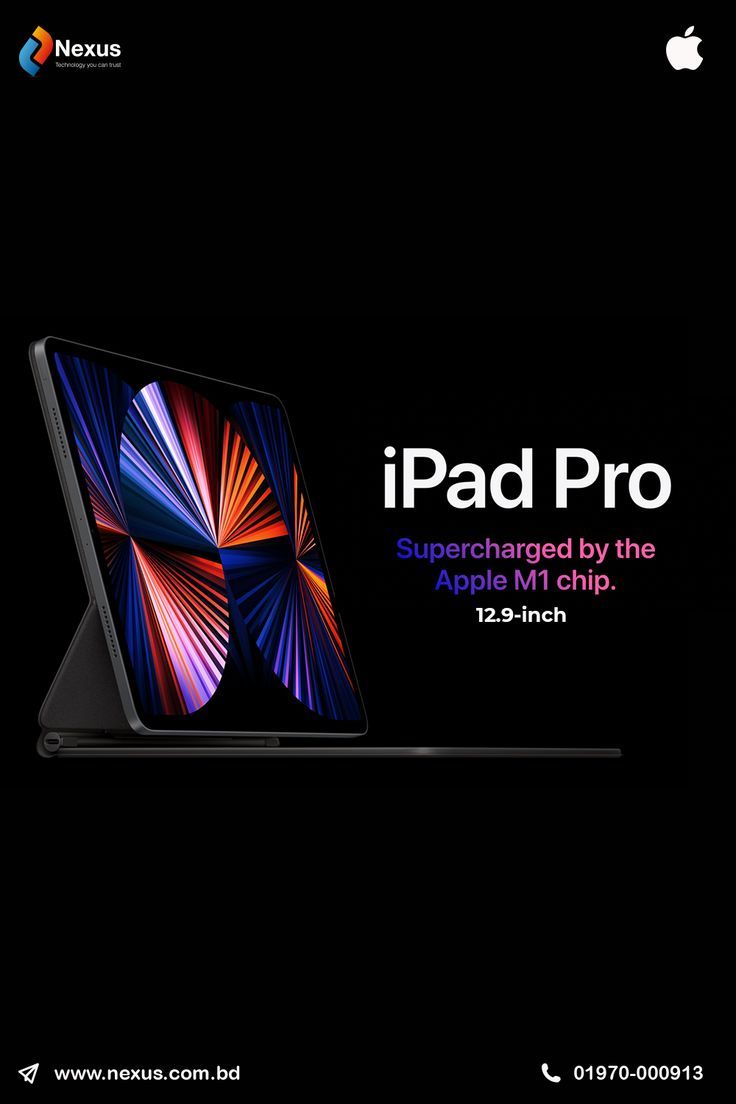 Nexus
Technology you can trust
iPad Pro
Supercharged by the
Apple M1 chip.
12.9-inch
www.nexus.com.bd
01970-000913